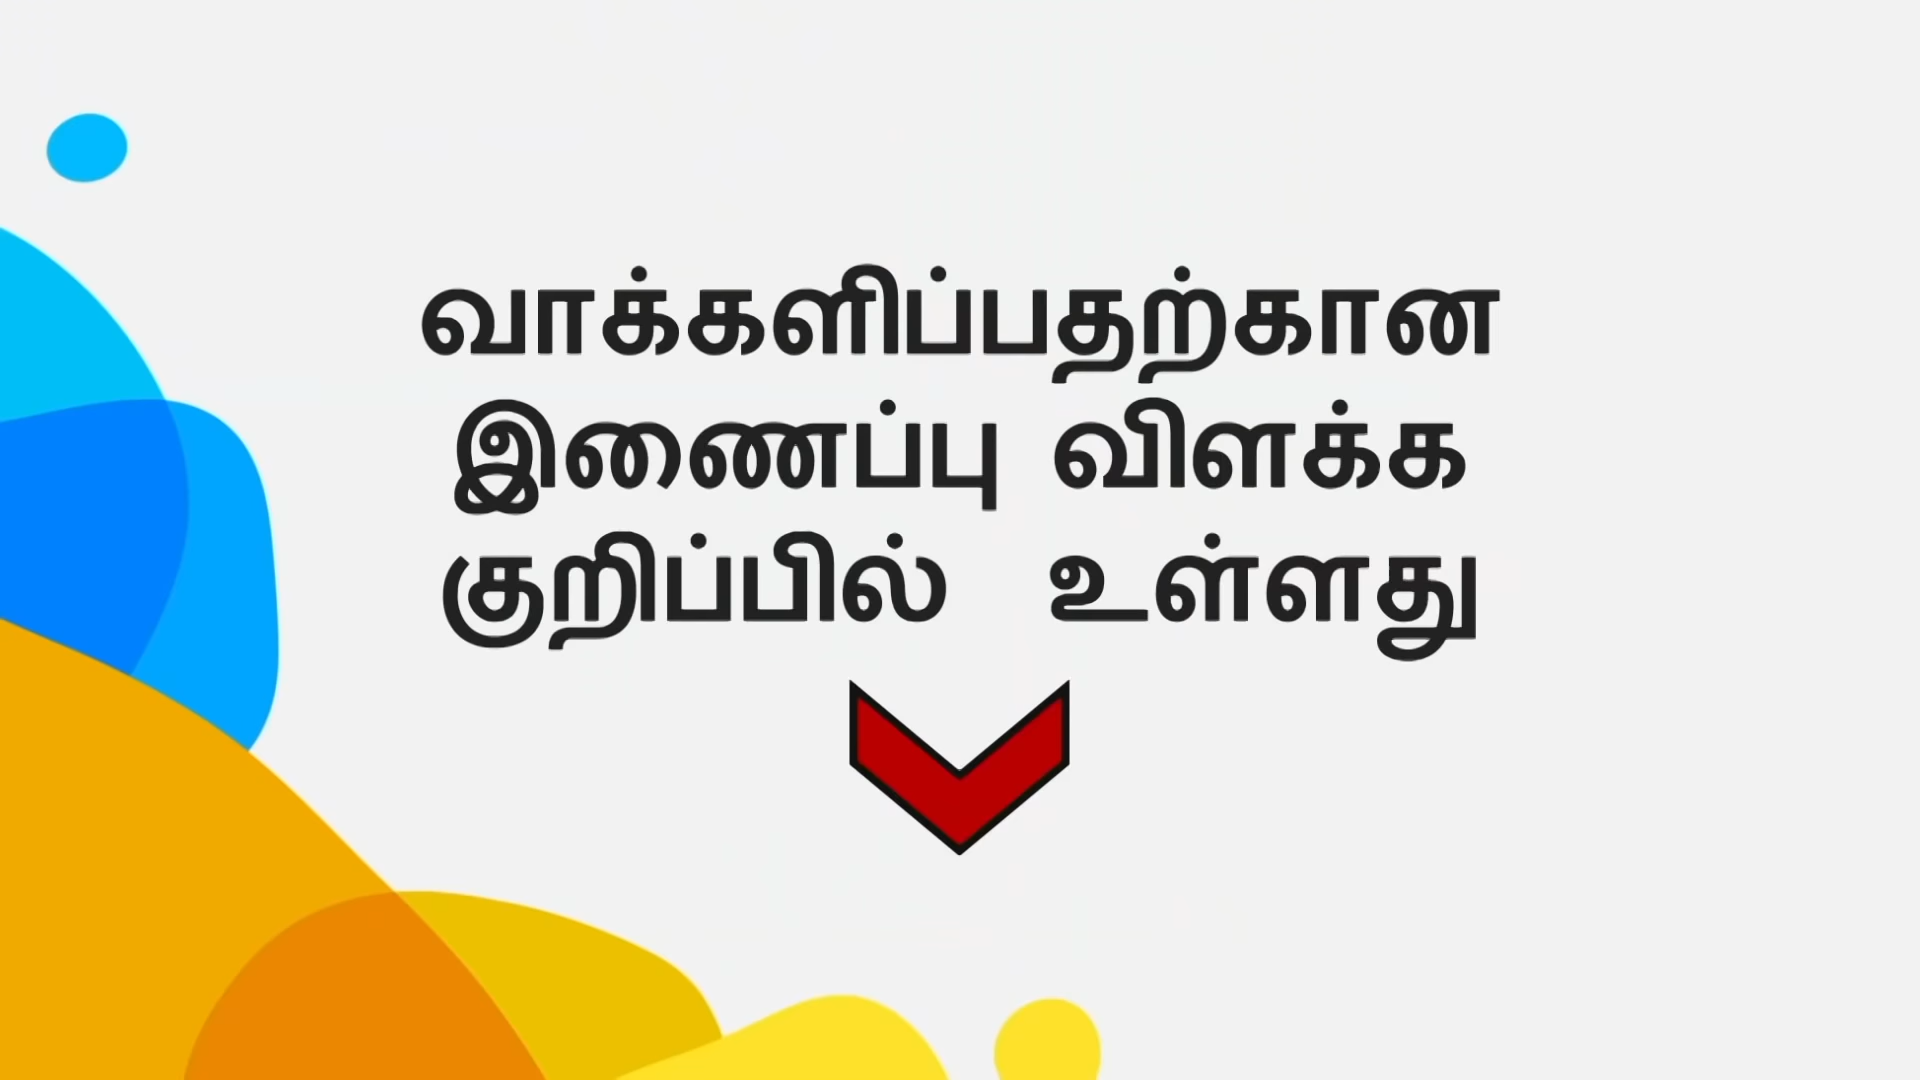 வாக்களிப்பதற்கான
இணைப்பு விளக்க
குறிப்பில் உள்ளது